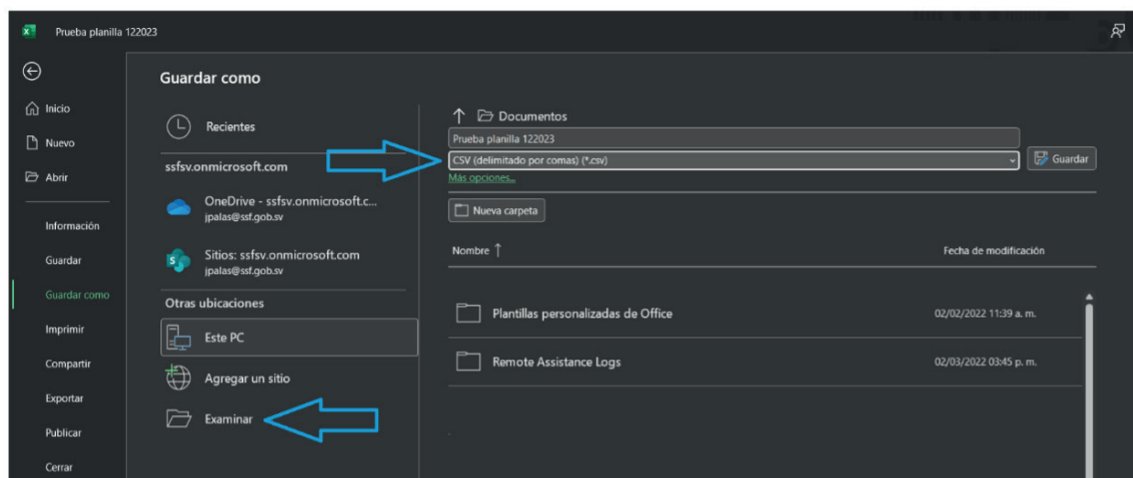 Prueba planilla 122023
Inicio
Nuevo
Abrir
Información
Guardar
Guardar como
Imprimir
Compartir
Exportar
Publicar
Cerrar
Guardar como
Recientes
ssfsv.onmicrosoft.com
OneDrive - ssfsv.onmicrosoft.c...
jpalas@ssf.gob.sv
Sitios: ssfsv.onmicrosoft.com
jpalas@ssf.gob.sv
Otras ubicaciones
Este PC
Agregar un sitio
Examinar
Documentos
Prueba planilla 122023
CSV (delimitado por comas) (*.csv)
Guardar
Más opciones...
Nueva carpeta
Nombre ↑ Fecha de modificación
Plantillas personalizadas de Office 02/02/2022 11:39 a. m.
Remote Assistance Logs 02/03/2022 03:45 p. m.